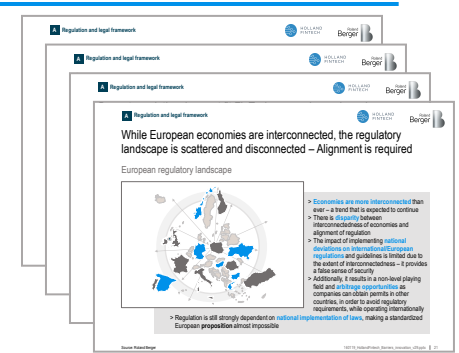 A Regulation and legal framework
HOLLAND
FINTECH
Roland
Berger
A Regulation and legal framework
HOLLAND
FINTECH
Roland
Berger
A Regulation and legal framework
HOLLAND
FINTECH
Roland
Berger
A Regulation and legal framework
HOLLAND
FINTECH
Roland
Berger
While European economies are interconnected, the regulatory
landscape is scattered and disconnected – Alignment is required
European regulatory landscape
> Economies are more interconnected than
ever – a trend that is expected to continue
> There is disparity between
interconnectedness of economies and
alignment of regulation
> The impact of implementing national
deviations on international/European
regulations and guidelines is limited due to
the extent of interconnectedness – it provides
a false sense of security
> Additionally, it results in a non-level playing
field and arbitrage opportunities as
companies can obtain permits in other
countries, in order to avoid regulatory
requirements, while operating internationally
> Regulation is still strongly dependent on national implementation of laws, making a standardized
European proposition almost impossible
Source: Roland Berger